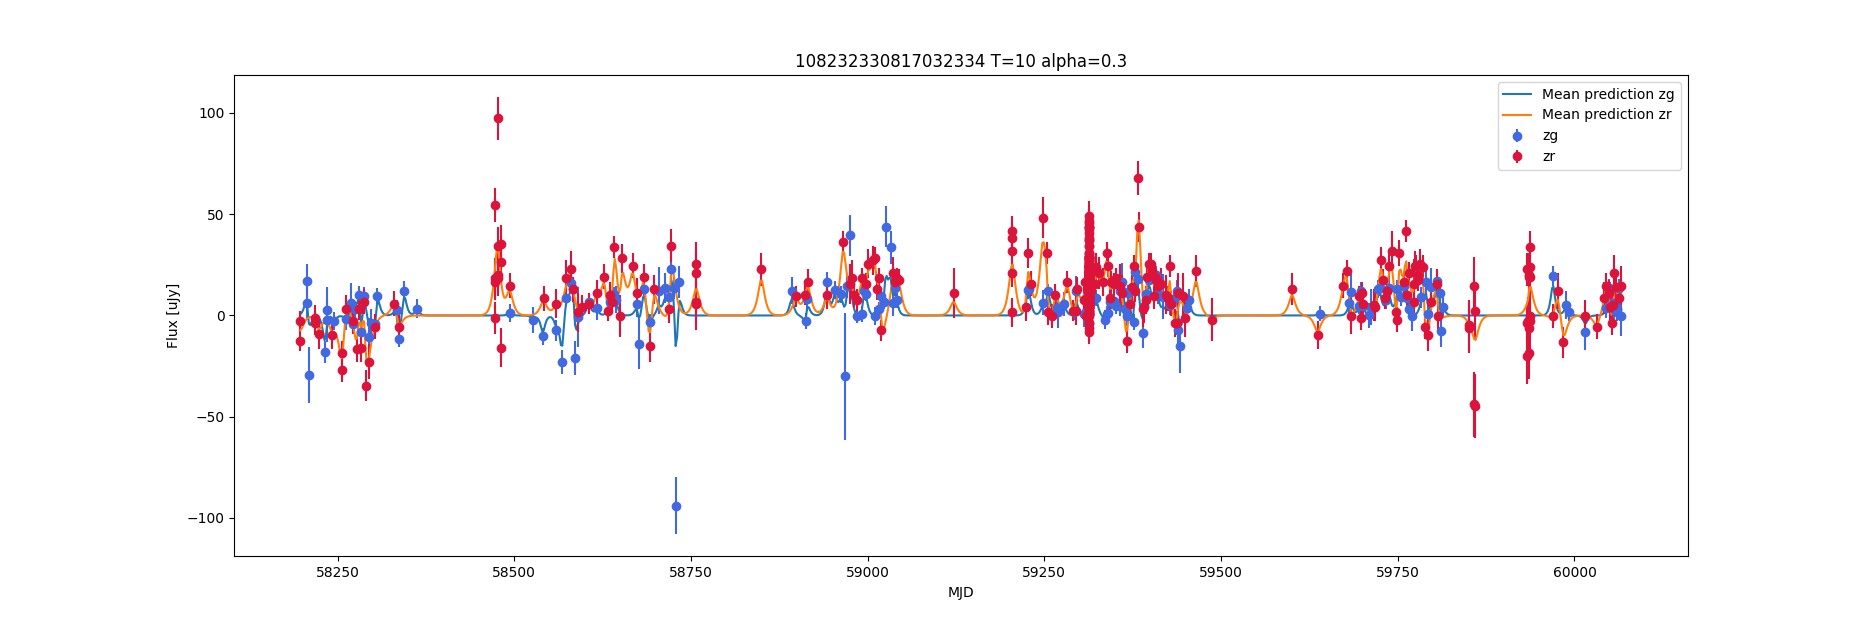 108232330817032334 T=10 alpha=0.3
Mean prediction zg
Mean prediction zr
zg
zr
Flux [uJy]
100
50
0
−50
−100
58250 58500 58750 59000 59250 59500 59750 60000
MJD